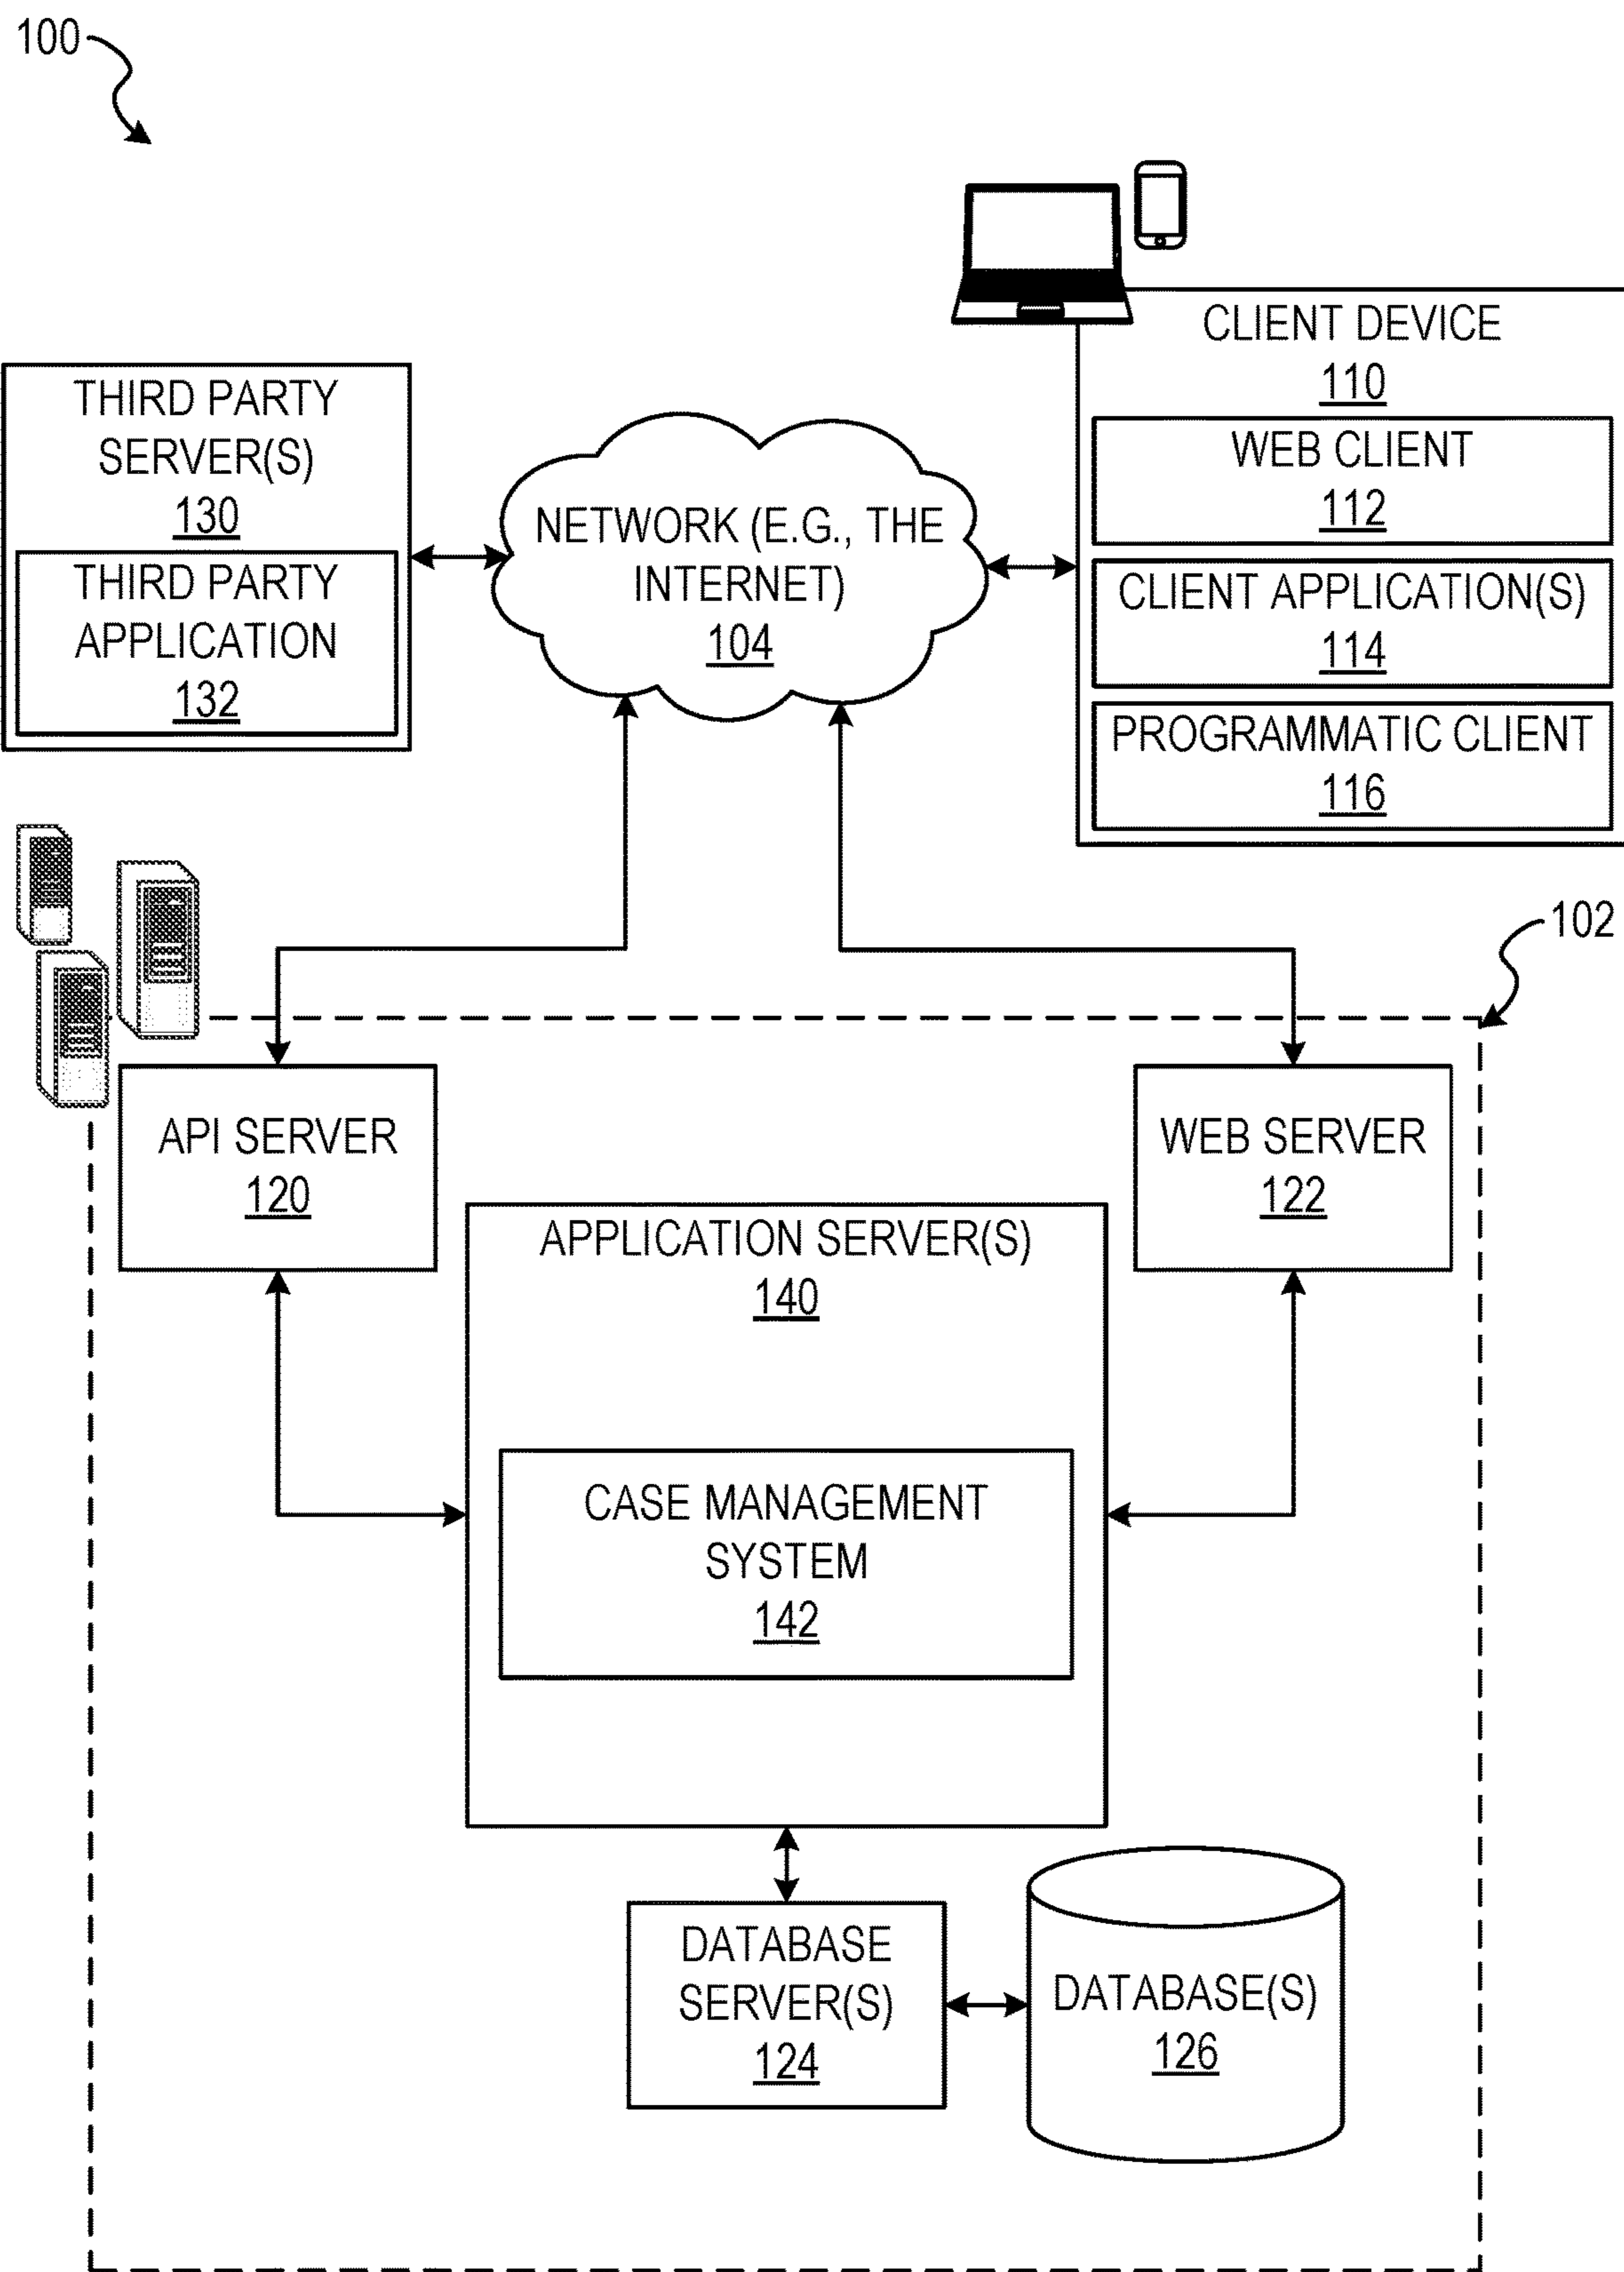 100
CLIENT DEVICE
110
WEB CLIENT
112
CLIENT APPLICATION(S)
114
PROGRAMMATIC CLIENT
116
THIRD PARTY
SERVER(S)
130
THIRD PARTY
APPLICATION
132
NETWORK (E.G., THE
INTERNET)
104
102
API SERVER
120
WEB SERVER
122
APPLICATION SERVER(S)
140
CASE MANAGEMENT
SYSTEM
142
DATABASE
SERVER(S)
124
DATABASE(S)
126